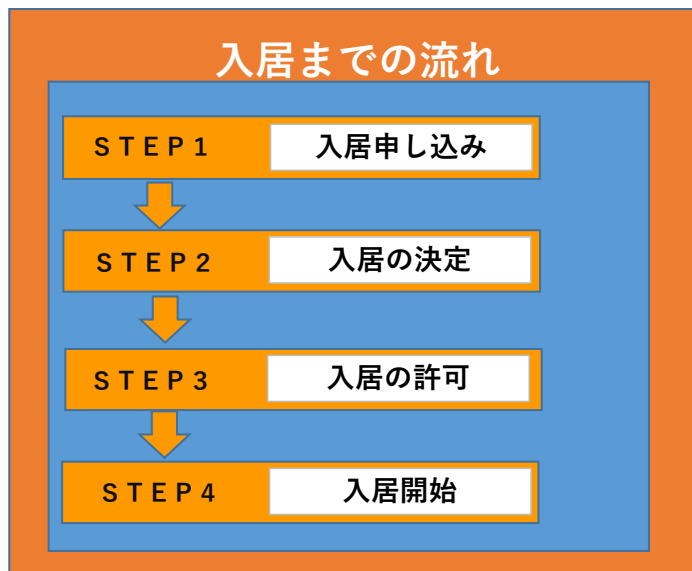 入居までの流れ
STEP1 入居申し込み
STEP2 入居の決定
STEP3 入居の許可
STEP4 入居開始